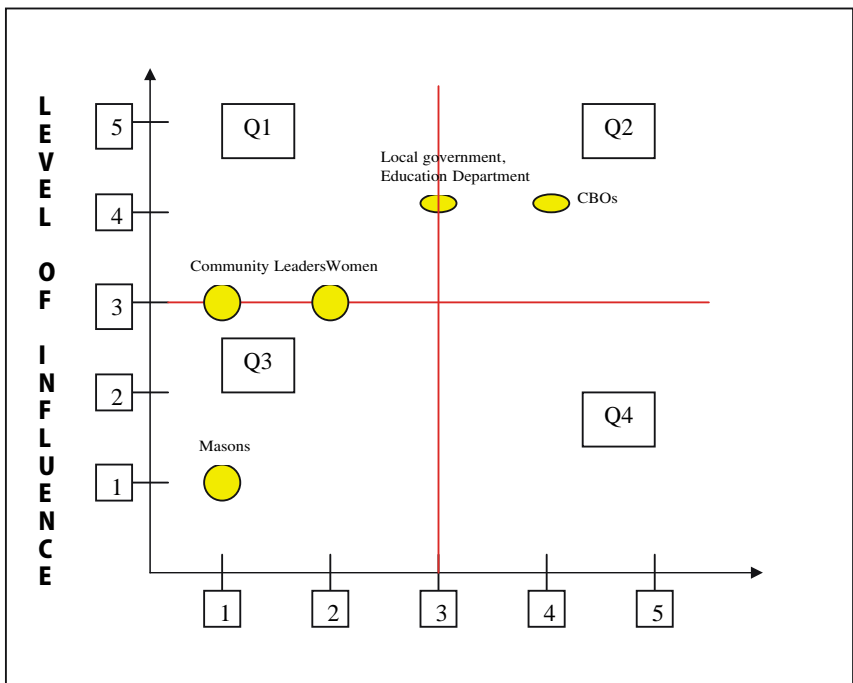 LEVEL OF INFLUENCE
5
Q1
Q2
Local government,
Education Department
4
CBOs
Community LeadersWomen
3
Q3
2
Q4
Masons
1
1
2
3
4
5